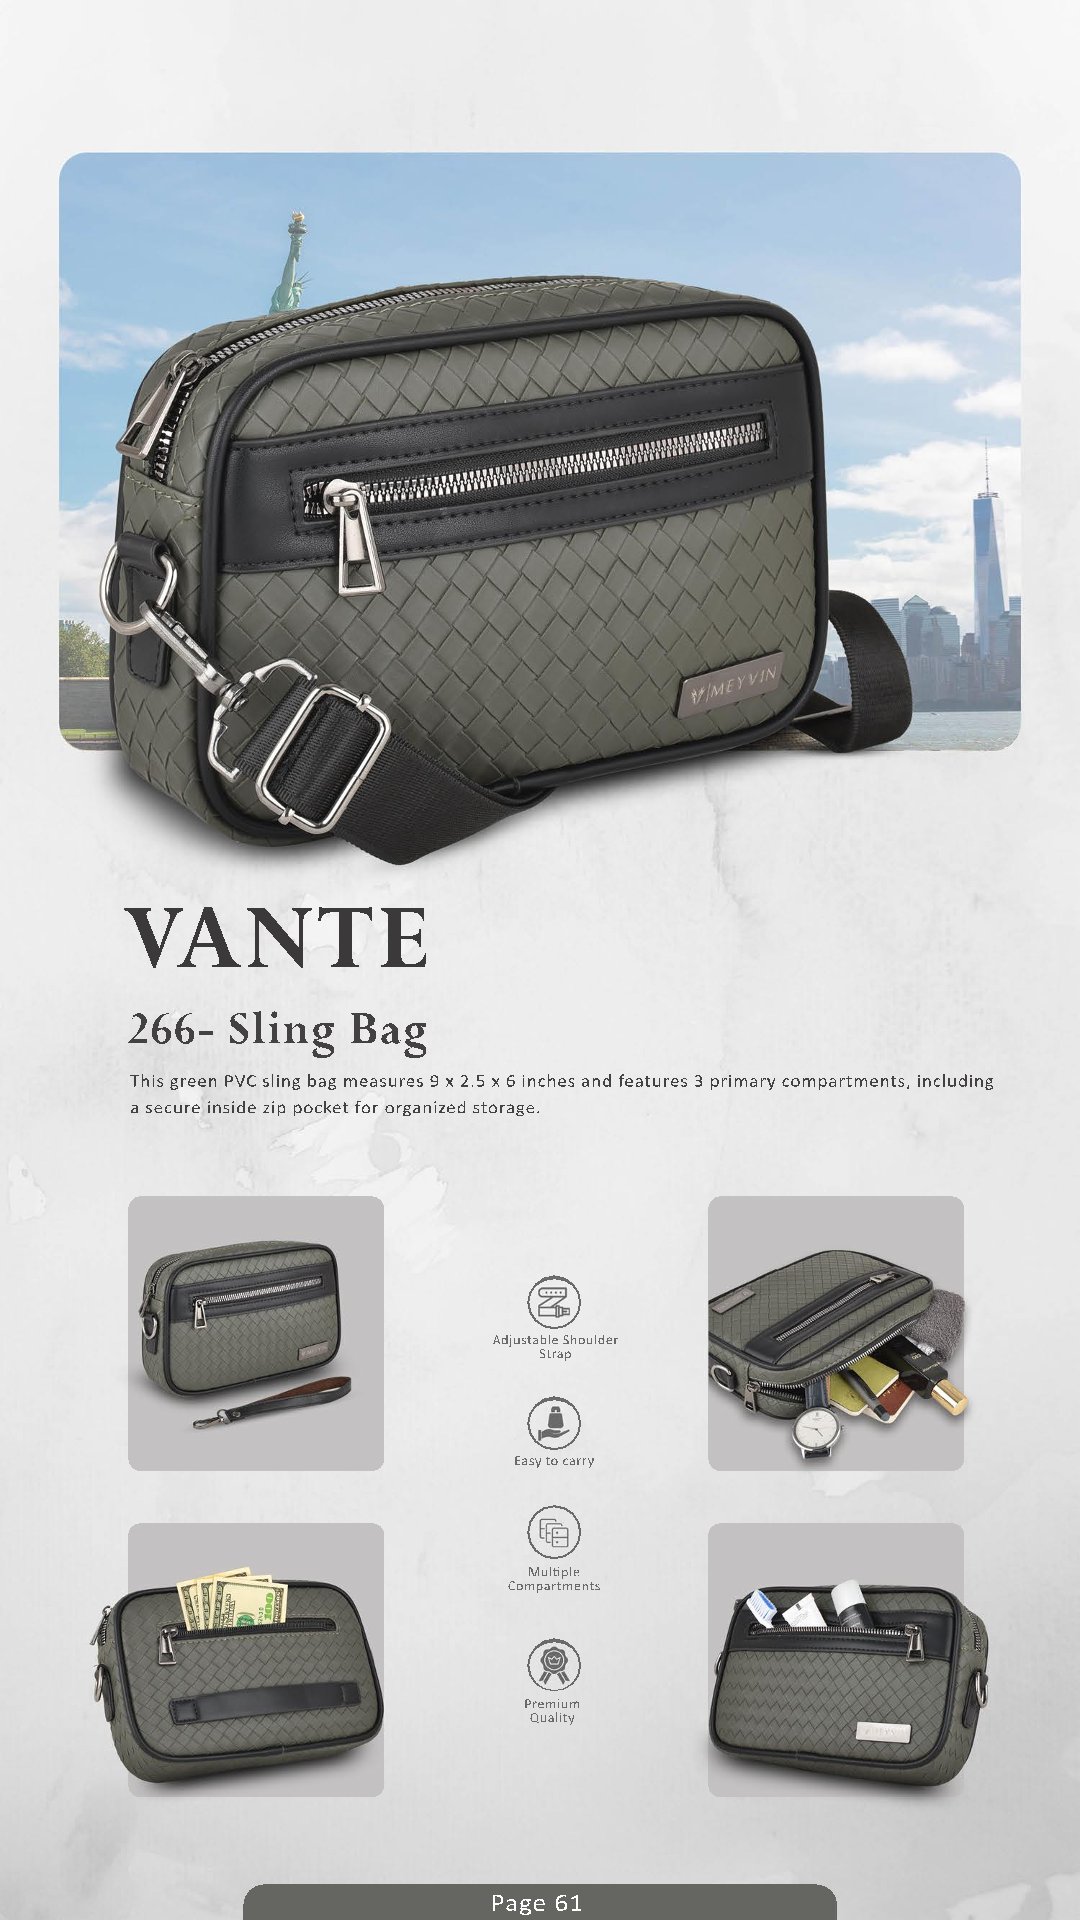 MEYVIN
VANTE
266- Sling Bag
This green PVC sling bag measures 9 x 2.5 x 6 inches and features 3 primary compartments, including
a secure inside zip pocket for organized storage.
Adjustable Shoulder
Strap
Easy to carry
Multiple
Compartments
Premium
Quality
Page 61